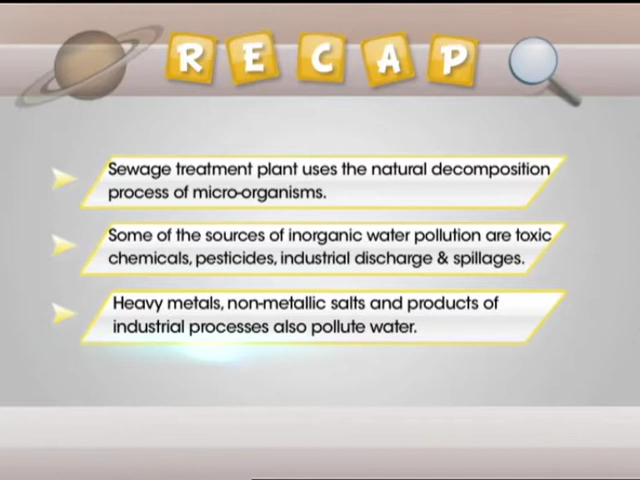 RECAP
Sewage treatment plant uses the natural decomposition
process of micro-organisms.
Some of the sources of inorganic water pollution are toxic
chemicals, pesticides, industrial discharge & spillages.
Heavy metals, non-metallic salts and products of
industrial processes also pollute water.